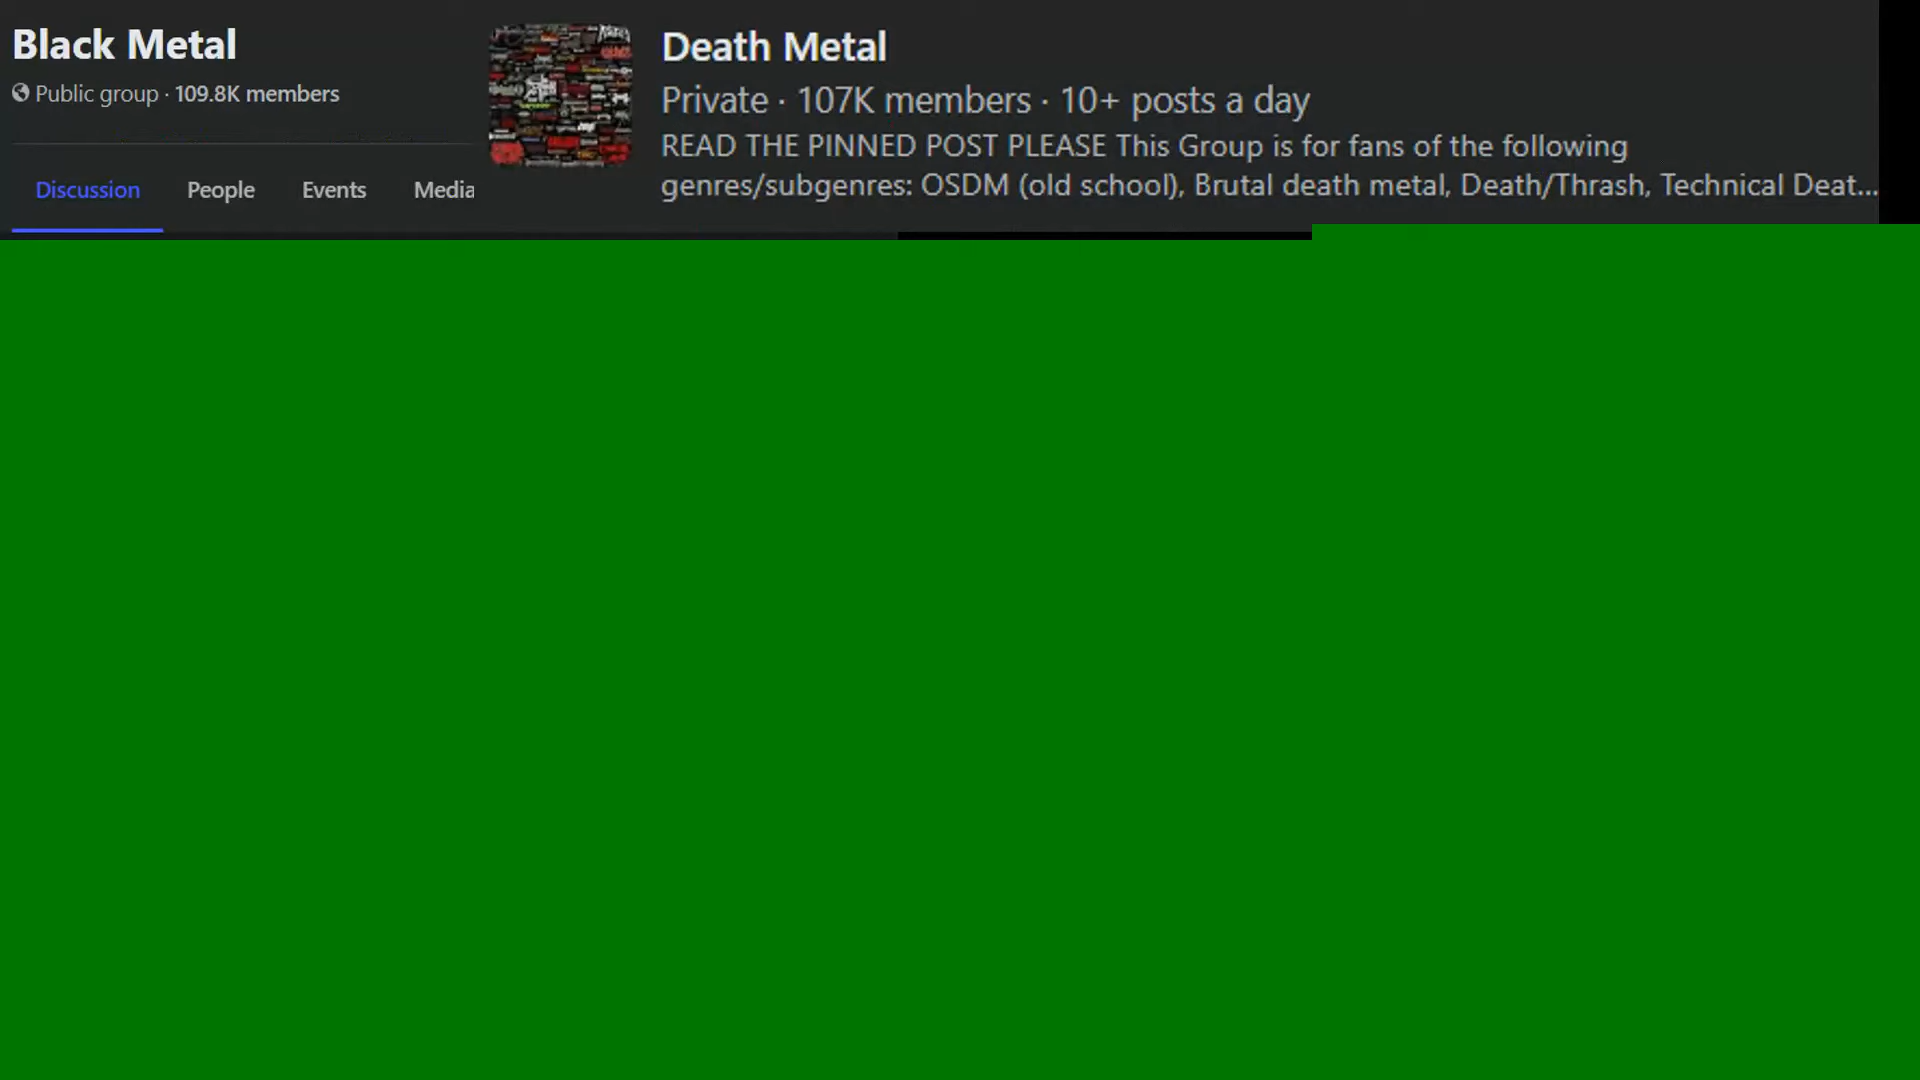 Black Metal
Public group · 109.8K members
Discussion People Events Media
Death Metal
Private · 107K members · 10+ posts a day
READ THE PINNED POST PLEASE This Group is for fans of the following
genres/subgenres: OSDM (old school), Brutal death metal, Death/Thrash, Technical Deat...